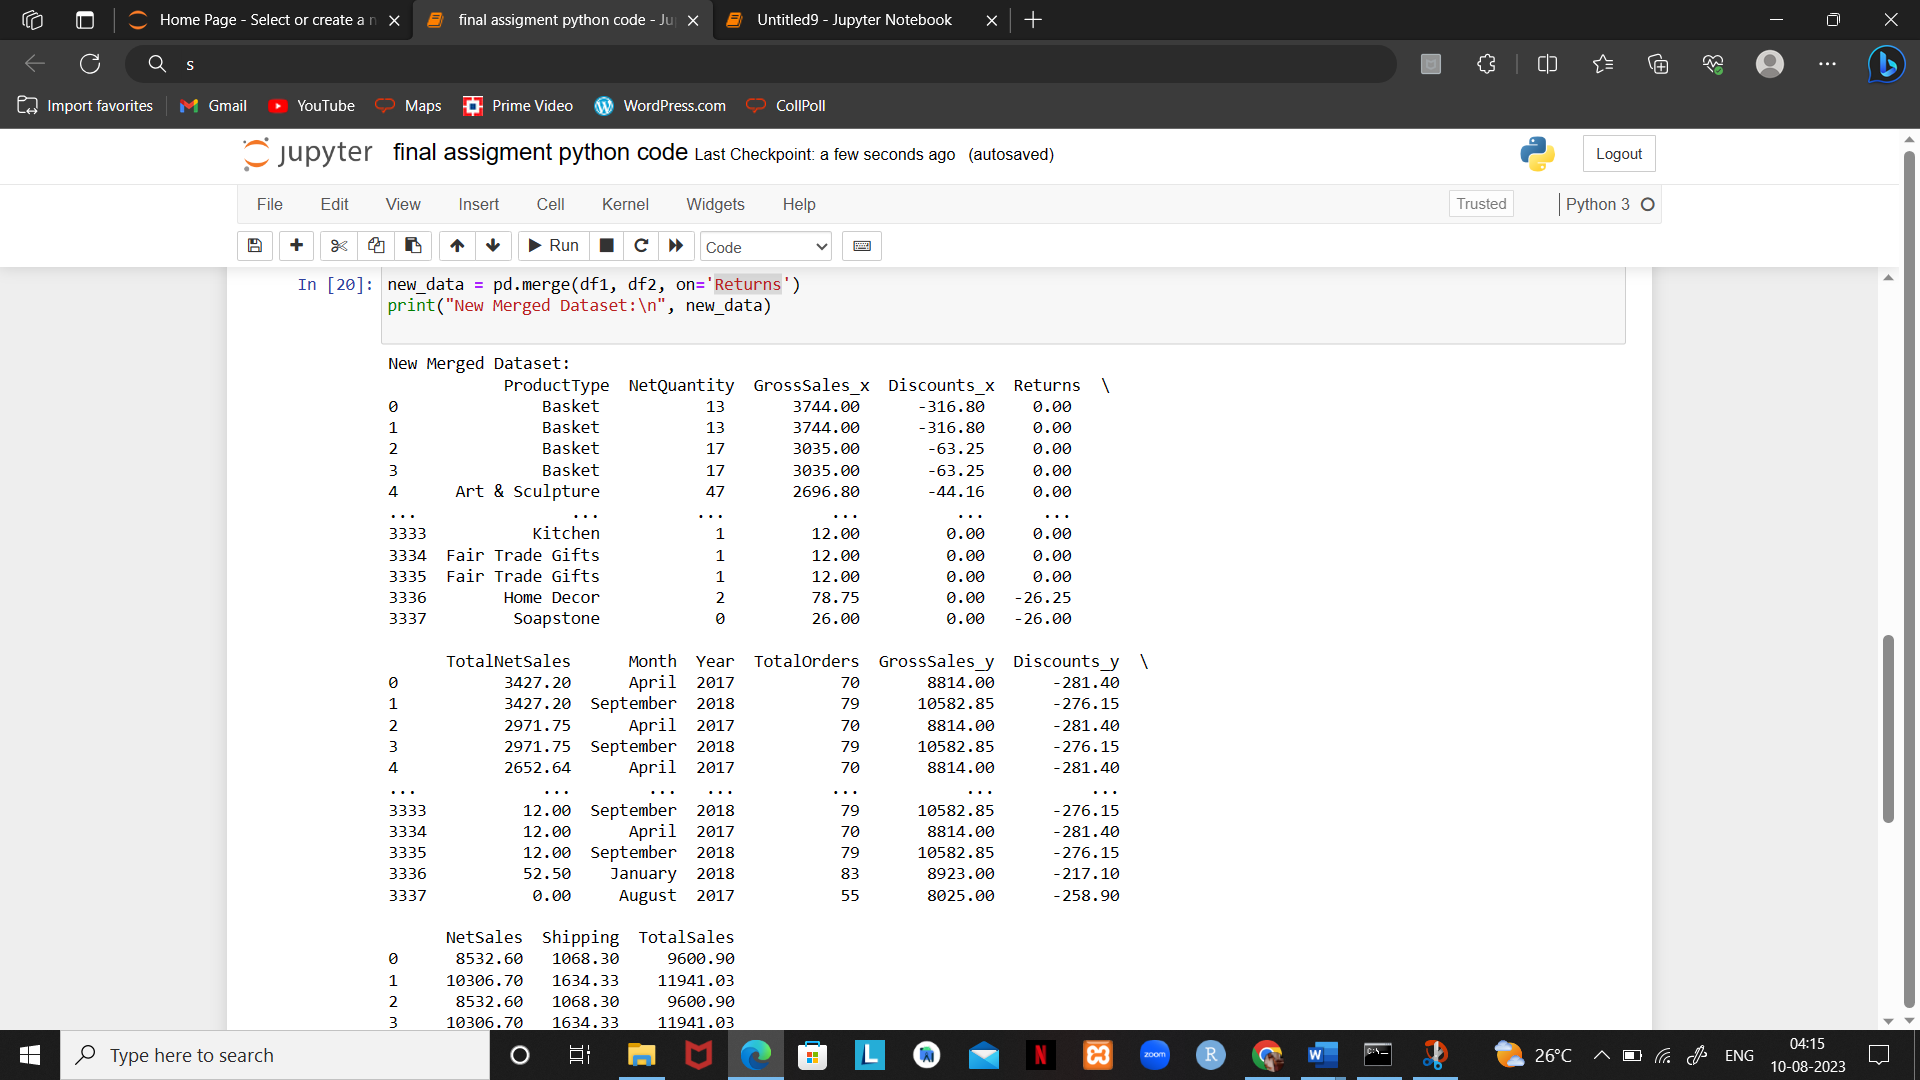 Home Page - Select or create a n
final assigment python code - Ju
Untitled9 - Jupyter Notebook
s
Import favorites
Gmail
YouTube
Maps
Prime Video
WordPress.com
CollPoll
jupyter final assigment python code Last Checkpoint: a few seconds ago (autosaved)
Logout
File Edit View Insert Cell Kernel Widgets Help
Trusted
Python 3
Run
Code
In [20]: new_data = pd.merge(df1, df2, on='Returns')
print("New Merged Dataset:\n", new_data)
New Merged Dataset:
ProductType NetQuantity GrossSales_x Discounts_x Returns \
0 Basket 13 3744.00 -316.80 0.00
1 Basket 13 3744.00 -316.80 0.00
2 Basket 17 3035.00 -63.25 0.00
3 Basket 17 3035.00 -63.25 0.00
4 Art & Sculpture 47 2696.80 -44.16 0.00
... ... ... ... ... ...
3333 Kitchen 1 12.00 0.00 0.00
3334 Fair Trade Gifts 1 12.00 0.00 0.00
3335 Fair Trade Gifts 1 12.00 0.00 0.00
3336 Home Decor 2 78.75 0.00 -26.25
3337 Soapstone 0 26.00 0.00 -26.00
TotalNetSales Month Year TotalOrders GrossSales_y Discounts_y \
0 3427.20 April 2017 70 8814.00 -281.40
1 3427.20 September 2018 79 10582.85 -276.15
2 2971.75 April 2017 70 8814.00 -281.40
3 2971.75 September 2018 79 10582.85 -276.15
4 2652.64 April 2017 70 8814.00 -281.40
... ... ... ... ... ... ...
3333 12.00 September 2018 79 10582.85 -276.15
3334 12.00 April 2017 70 8814.00 -281.40
3335 12.00 September 2018 79 10582.85 -276.15
3336 52.50 January 2018 83 8923.00 -217.10
3337 0.00 August 2017 55 8025.00 -258.90
NetSales Shipping TotalSales
0 8532.60 1068.30 9600.90
1 10306.70 1634.33 11941.03
2 8532.60 1068.30 9600.90
3 10306.70 1634.33 11941.03
Type here to search
L
N
zoom
R
W
26°C
ENG
04:15
10-08-2023